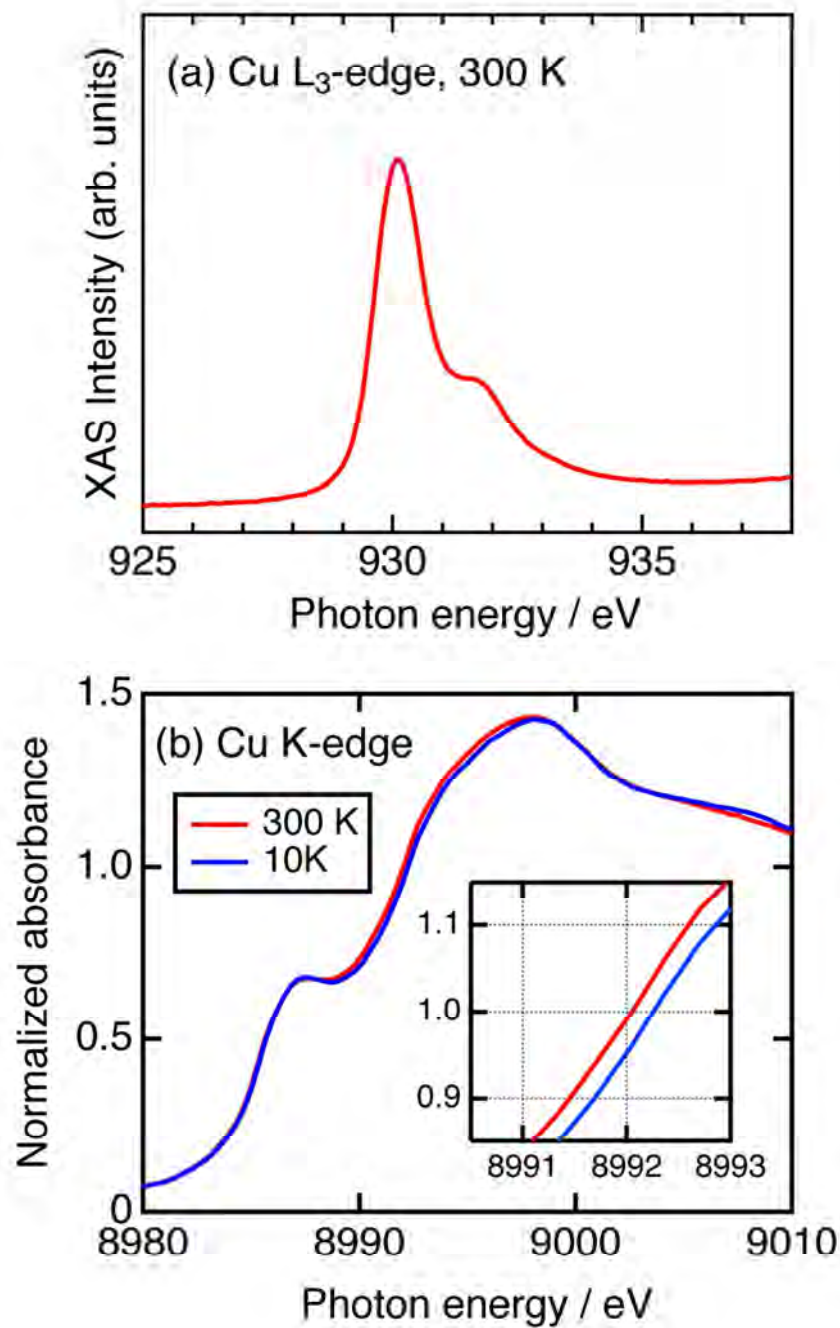 (a) Cu L₃-edge, 300 K
XAS Intensity (arb. units)
925 930 935
Photon energy / eV
1.5
(b) Cu K-edge
300 K
10K
Normalized absorbance
1.0
0.5
0
1.1
1.0
0.9
8991 8992 8993
8980 8990 9000 9010
Photon energy / eV